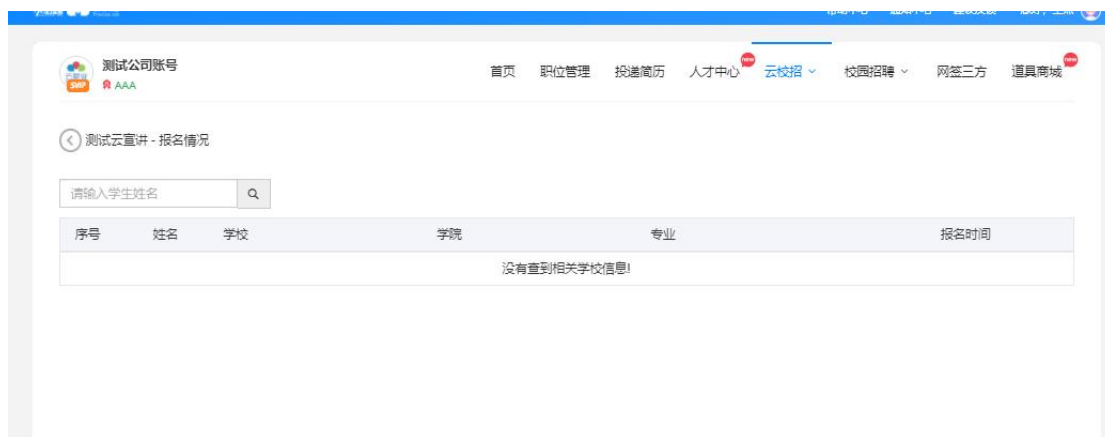 测试公司账号
AAA
首页 职位管理 投递简历 人才中心 new 云校招 校园招聘 网签三方 道具商城 new
测试云宣讲 - 报名情况
请输入学生姓名
序号 姓名 学校 学院 专业 报名时间
没有查到相关学校信息!